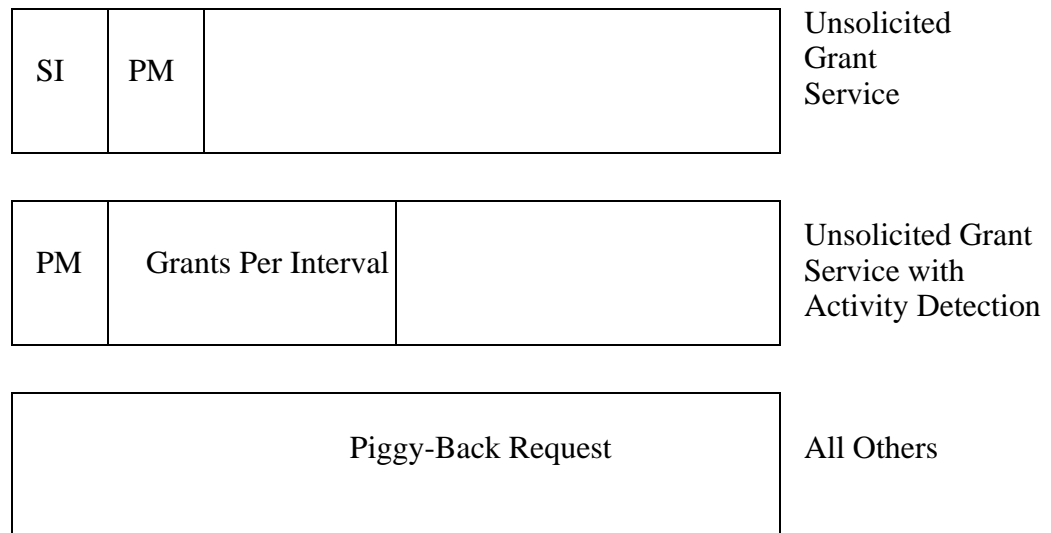 SI PM
Unsolicited
Grant
Service
PM Grants Per Interval
Unsolicited Grant
Service with
Activity Detection
Piggy-Back Request
All Others